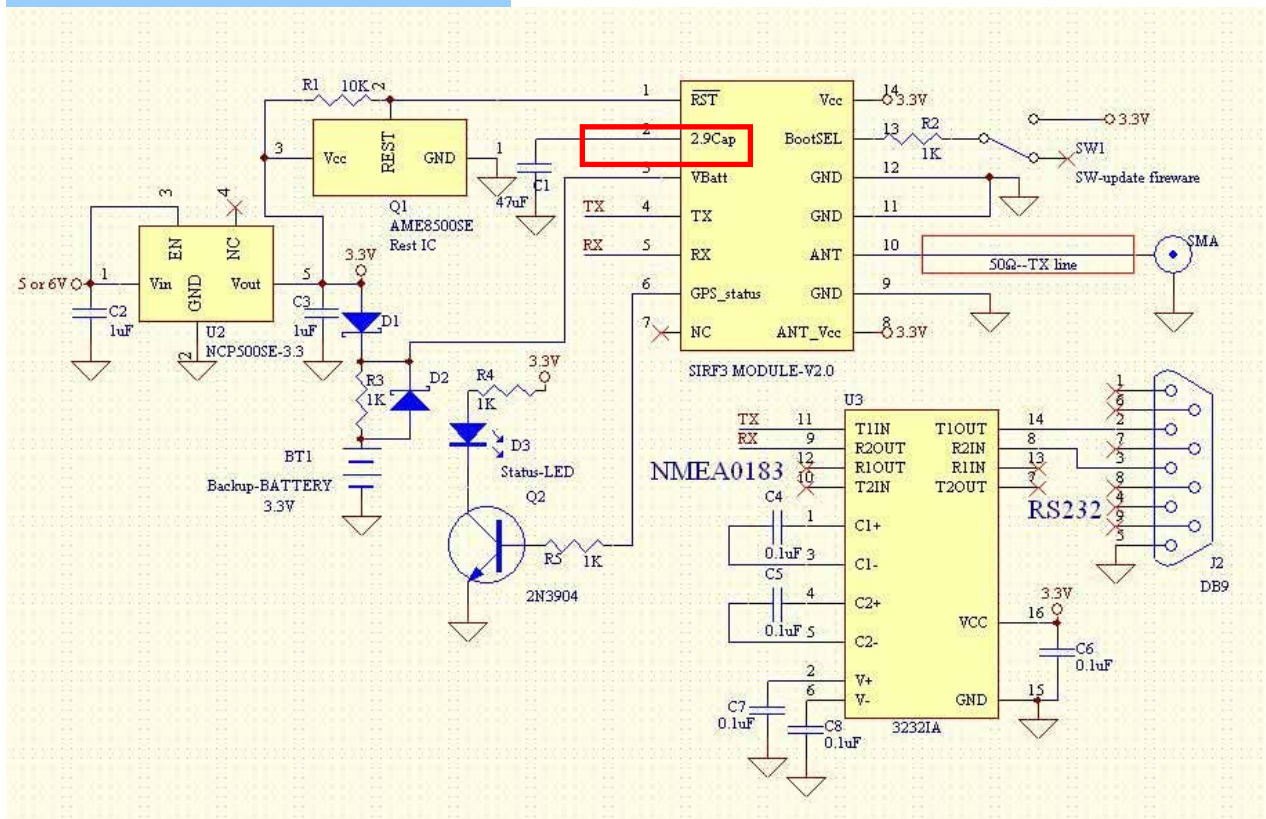 R1 10K 2
1 RST
2 2.9Cap
3 VBatt
TX 4 TX
RX 5 RX
6 GPS_status
7 NC
14 Vcc 3.3V
13 BootSEL R2 1K
3.3V
SW1
SW-update fireware
12 GND
11 GND
10 ANT
50Ω--TX line
SMA
9 GND
8 ANT_Vcc 3.3V
SIRF3 MODULE-V2.0
3 Vcc REST GND 1
Q1
AME8500SE
Rest IC
C1
47uF
3 4
EN NC
5 or 6V 1 Vin GND Vout 5 3.3V
2
U2
NCP500SE-3.3
C2
1uF
C3
1uF
D1
R3
1K
D2
R4
1K
3.3V
D3
Status-LED
BT1
Backup-BATTERY
3.3V
Q2
R5 1K
2N3904
U3
TX 11 T1IN
RX 9 R2OUT
12 R1OUT
10 T2IN
NMEA0183
C4
0.1uF
1 C1+
3 C1-
C5
0.1uF
4 C2+
5 C2-
2 V+
6 V-
C7
0.1uF
C8
0.1uF
T1OUT 14
R2IN 8
R1IN 13
T2OUT 7
RS232
VCC 16 3.3V
GND 15
C6
0.1uF
3232IA
1
6
2
7
3
8
4
9
5
J2
DB9